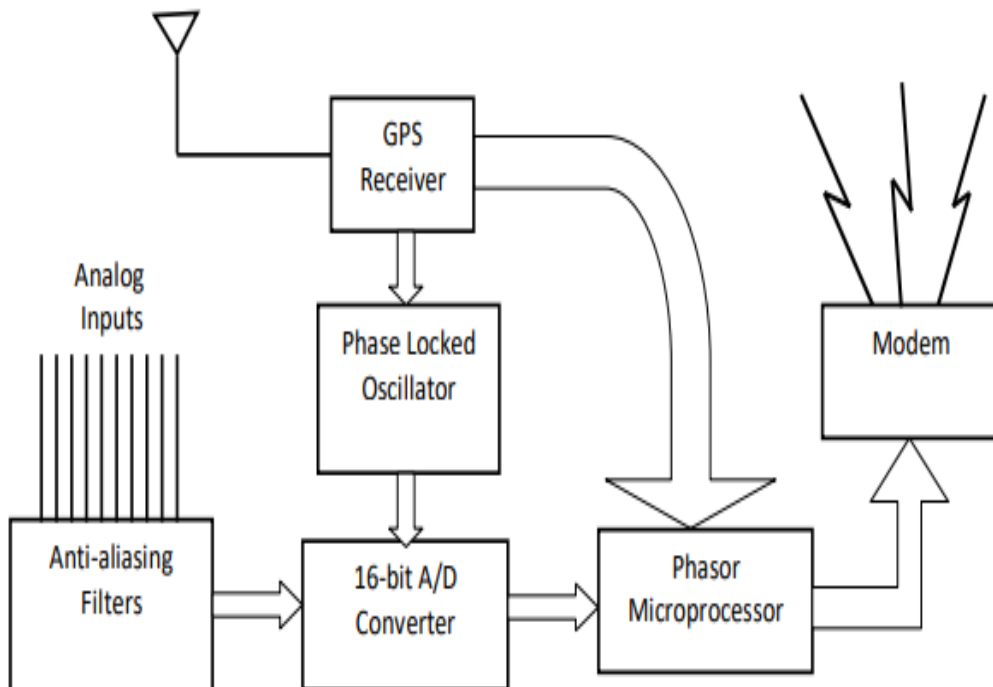 GPS
Receiver
Analog
Inputs
Phase Locked
Oscillator
Modem
Anti-aliasing
Filters
16-bit A/D
Converter
Phasor
Microprocessor